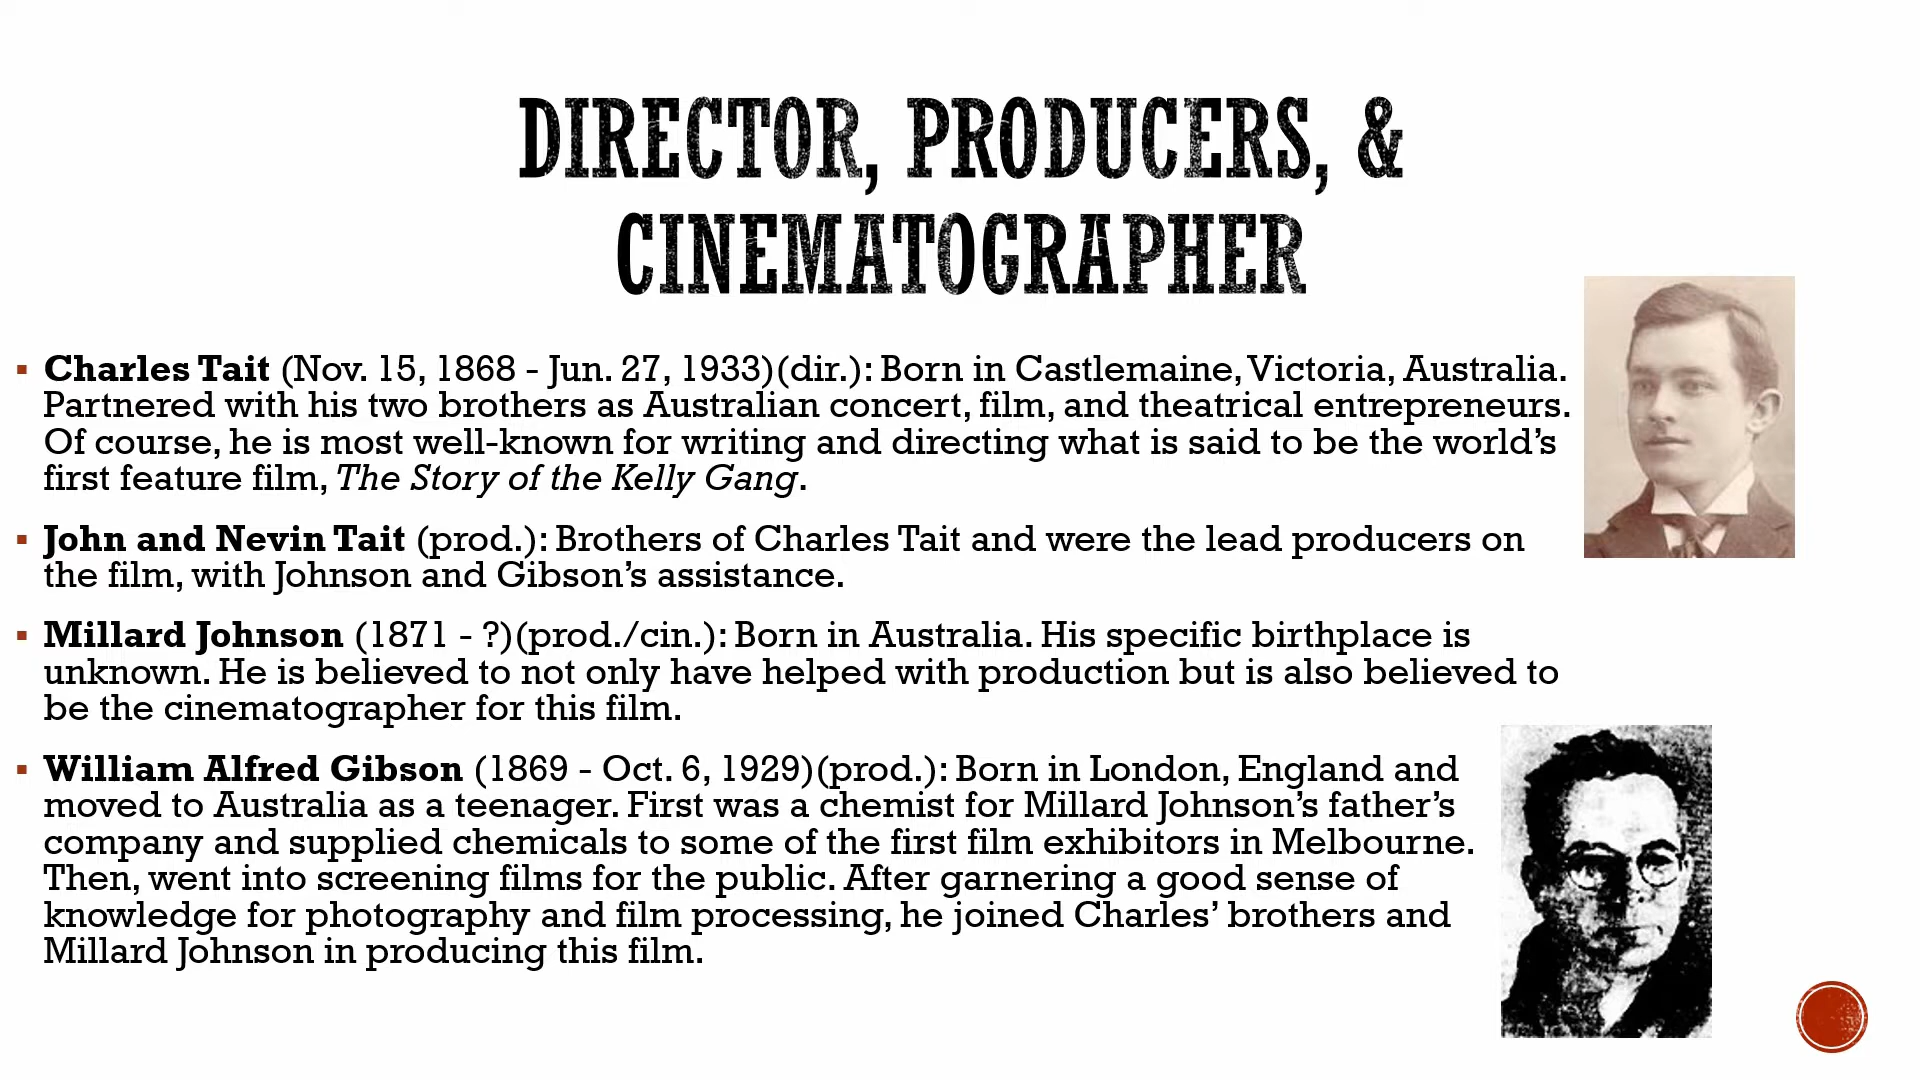 DIRECTOR, PRODUCERS, &
CINEMATOGRAPHER
▪ Charles Tait (Nov. 15, 1868 - Jun. 27, 1933)(dir.): Born in Castlemaine, Victoria, Australia.
Partnered with his two brothers as Australian concert, film, and theatrical entrepreneurs.
Of course, he is most well-known for writing and directing what is said to be the world’s
first feature film, The Story of the Kelly Gang.
▪ John and Nevin Tait (prod.): Brothers of Charles Tait and were the lead producers on
the film, with Johnson and Gibson’s assistance.
▪ Millard Johnson (1871 - ?)(prod./cin.): Born in Australia. His specific birthplace is
unknown. He is believed to not only have helped with production but is also believed to
be the cinematographer for this film.
▪ William Alfred Gibson (1869 - Oct. 6, 1929)(prod.): Born in London, England and
moved to Australia as a teenager. First was a chemist for Millard Johnson’s father’s
company and supplied chemicals to some of the first film exhibitors in Melbourne.
Then, went into screening films for the public. After garnering a good sense of
knowledge for photography and film processing, he joined Charles’ brothers and
Millard Johnson in producing this film.